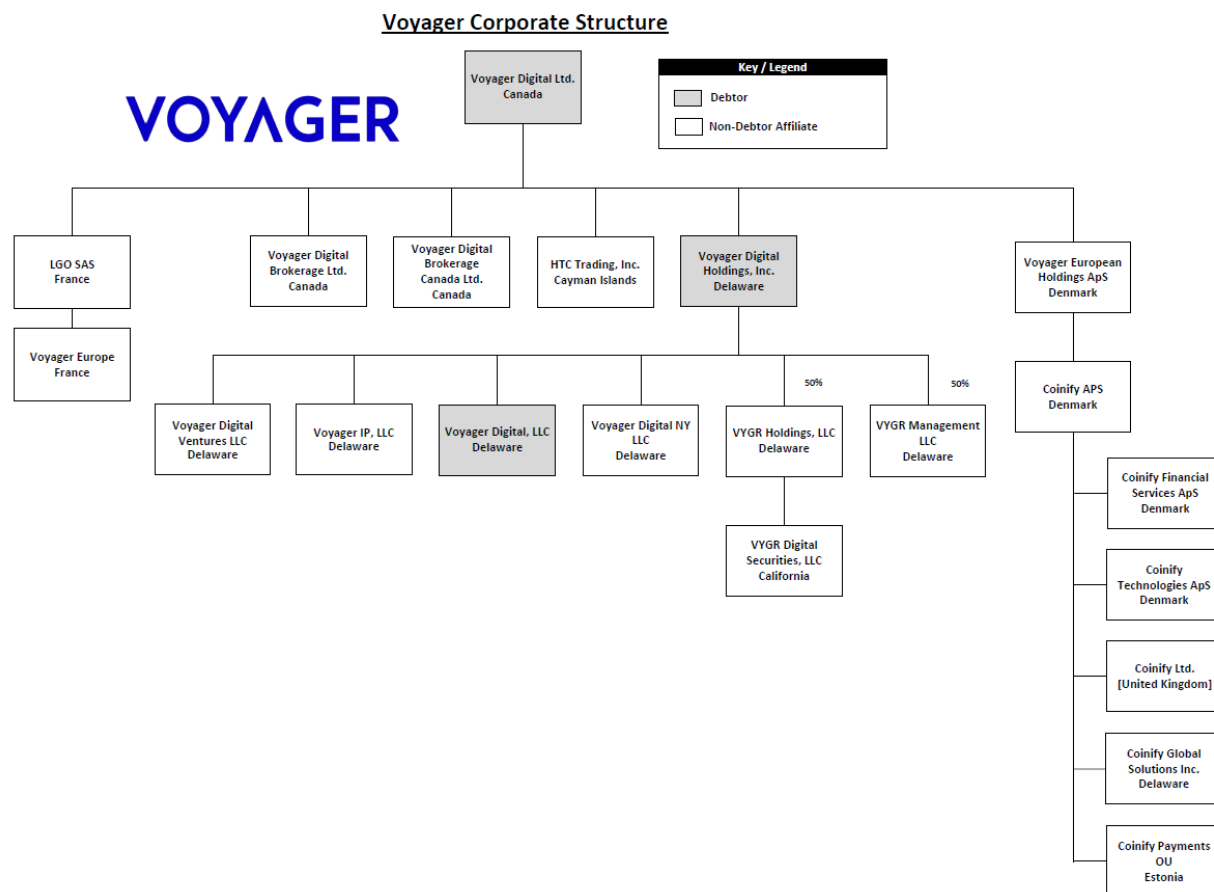 Voyager Corporate Structure
Voyager Digital Ltd.
Canada
Key / Legend
Debtor
Non-Debtor Affiliate
VOYAGER
LGO SAS
France
Voyager Digital
Brokerage Ltd.
Canada
Voyager Digital
Brokerage
Canada Ltd.
Canada
HTC Trading, Inc.
Cayman Islands
Voyager Digital
Holdings, Inc.
Delaware
Voyager European
Holdings ApS
Denmark
Voyager Europe
France
Coinify APS
Denmark
50%
50%
Voyager Digital
Ventures LLC
Delaware
Voyager IP, LLC
Delaware
Voyager Digital, LLC
Delaware
Voyager Digital NY
LLC
Delaware
VYGR Holdings, LLC
Delaware
VYGR Management
LLC
Delaware
VYGR Digital
Securities, LLC
California
Coinify Financial
Services ApS
Denmark
Coinify
Technologies ApS
Denmark
Coinify Ltd.
[United Kingdom]
Coinify Global
Solutions Inc.
Delaware
Coinify Payments
OU
Estonia